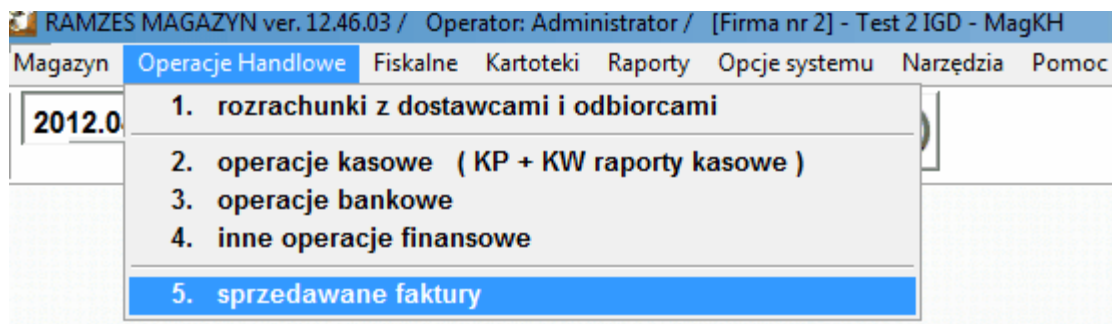 RAMZES MAGAZYN ver. 12.46.03 / Operator: Administrator / [Firma nr 2] - Test 2 IGD - MagKH
Magazyn Operacje Handlowe Fiskalne Kartoteki Raporty Opcje systemu Narzędzia Pomoc
1. rozrachunki z dostawcami i odbiorcami
2012.0
2. operacje kasowe ( KP + KW raporty kasowe )
3. operacje bankowe
4. inne operacje finansowe
5. sprzedawane faktury